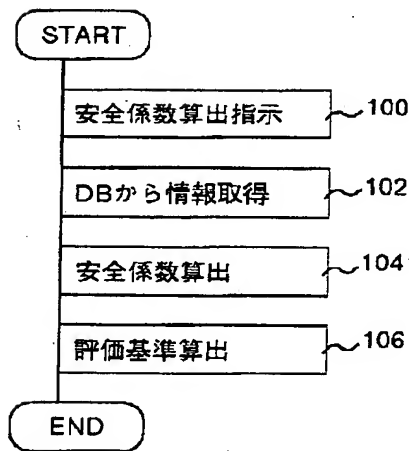 START
安全係数算出指示 100
DBから情報取得 102
安全係数算出 104
評価基準算出 106
END